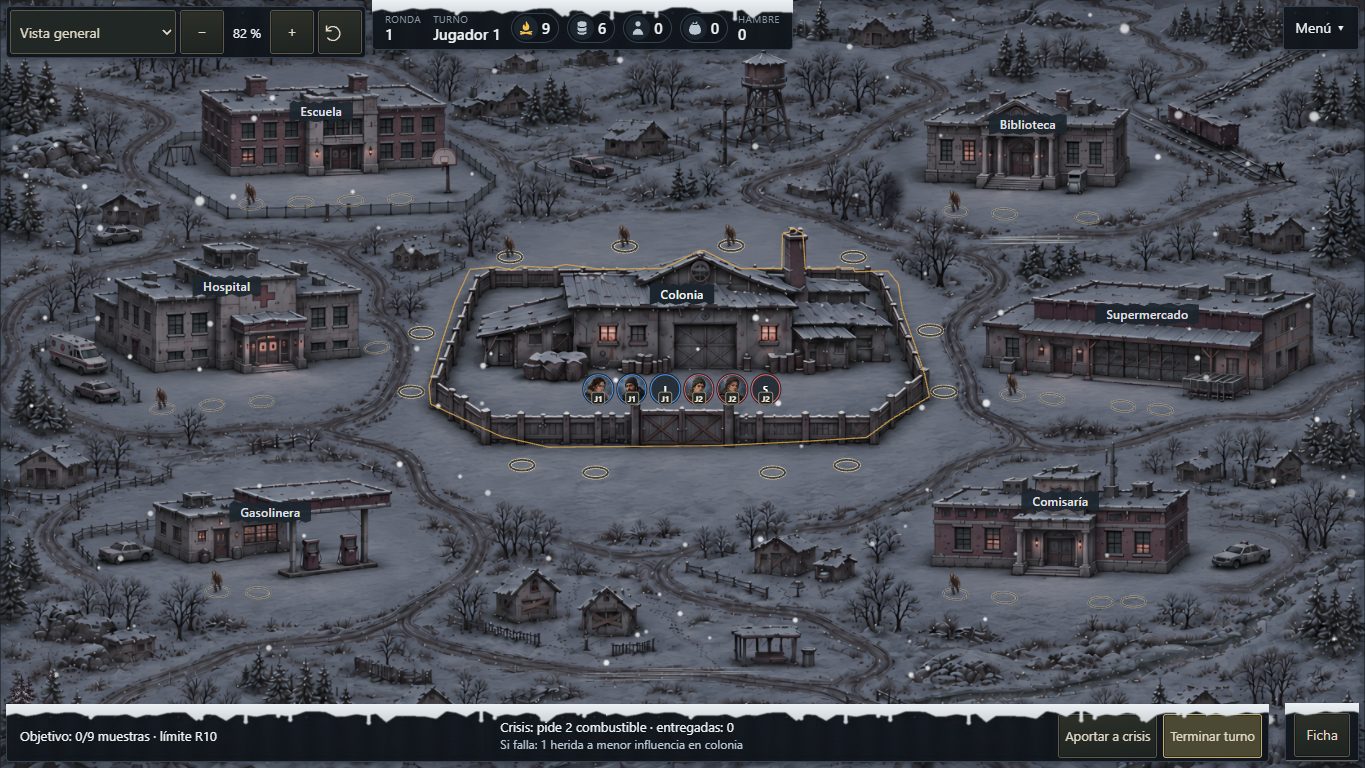 Vista general
−
82 %
+
RONDA
1
TURNO
Jugador 1
9
6
0
0
HAMBRE
0
Menú
Escuela
Biblioteca
Hospital
Colonia
Supermercado
J1
J1
I
J1
J2
J2
S
J2
Gasolinera
Comisaría
Objetivo: 0/9 muestras · límite R10
Crisis: pide 2 combustible · entregadas: 0
Si falla: 1 herida a menor influencia en colonia
Aportar a crisis
Terminar turno
Ficha